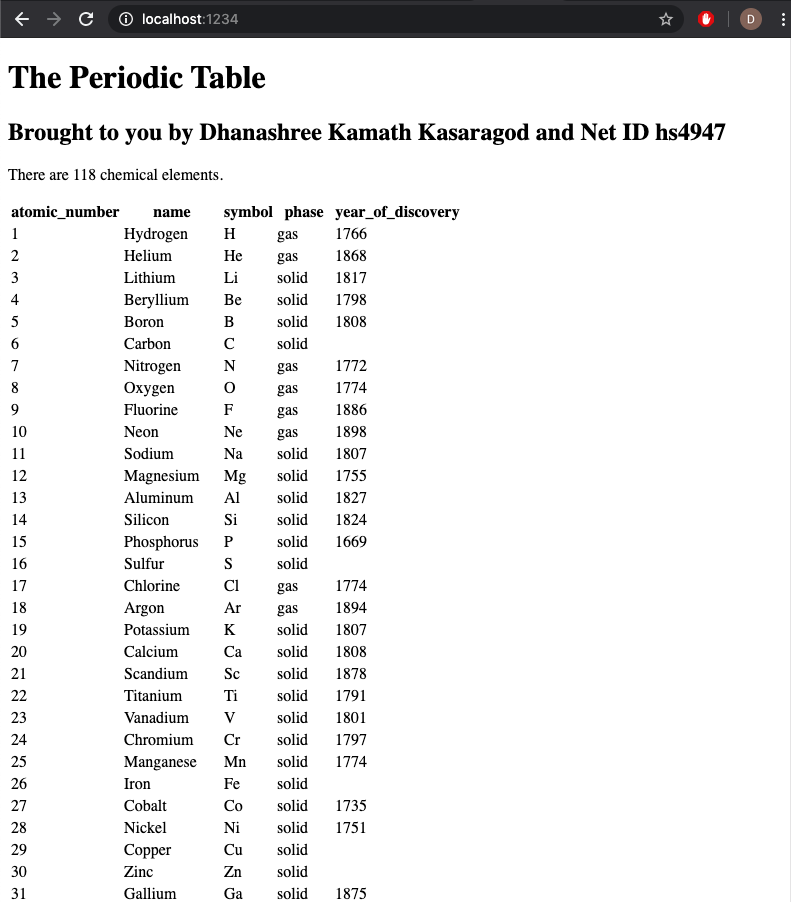 localhost:1234
D
The Periodic Table
Brought to you by Dhanashree Kamath Kasaragod and Net ID hs4947
There are 118 chemical elements.
atomic_number name symbol phase year_of_discovery
1 Hydrogen H gas 1766
2 Helium He gas 1868
3 Lithium Li solid 1817
4 Beryllium Be solid 1798
5 Boron B solid 1808
6 Carbon C solid
7 Nitrogen N gas 1772
8 Oxygen O gas 1774
9 Fluorine F gas 1886
10 Neon Ne gas 1898
11 Sodium Na solid 1807
12 Magnesium Mg solid 1755
13 Aluminum Al solid 1827
14 Silicon Si solid 1824
15 Phosphorus P solid 1669
16 Sulfur S solid
17 Chlorine Cl gas 1774
18 Argon Ar gas 1894
19 Potassium K solid 1807
20 Calcium Ca solid 1808
21 Scandium Sc solid 1878
22 Titanium Ti solid 1791
23 Vanadium V solid 1801
24 Chromium Cr solid 1797
25 Manganese Mn solid 1774
26 Iron Fe solid
27 Cobalt Co solid 1735
28 Nickel Ni solid 1751
29 Copper Cu solid
30 Zinc Zn solid
31 Gallium Ga solid 1875